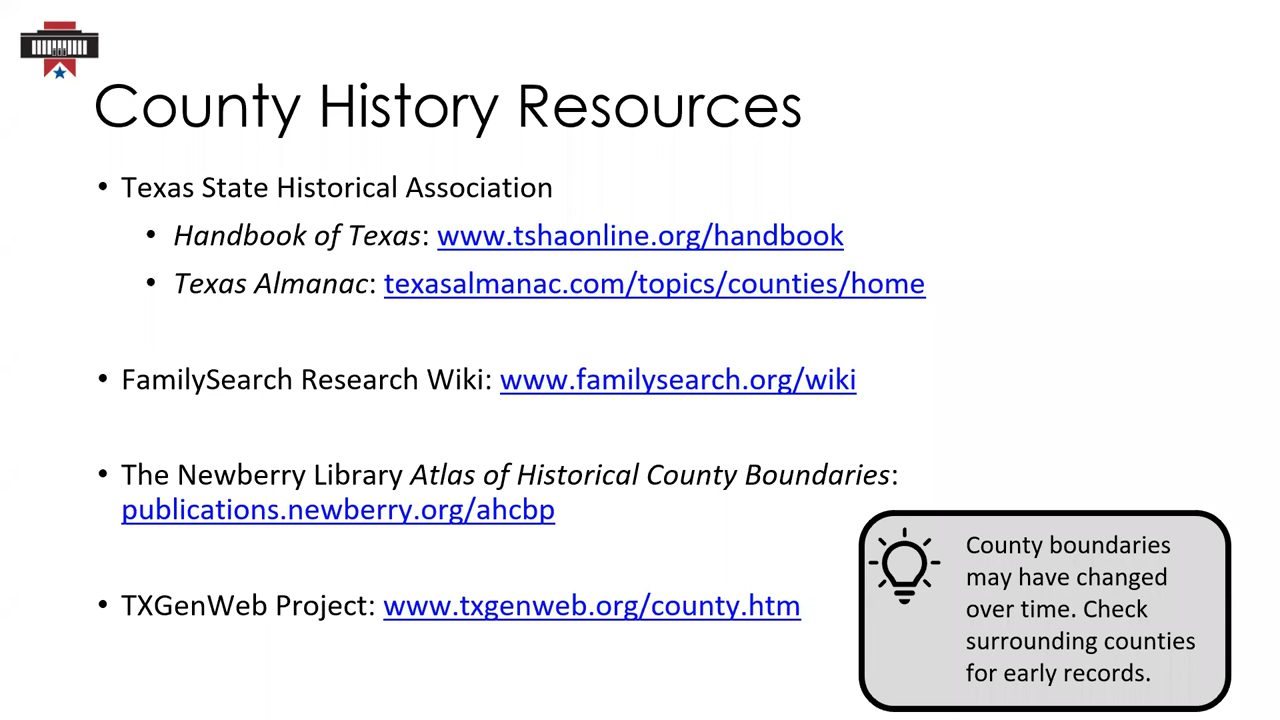 County History Resources
• Texas State Historical Association
• Handbook of Texas: www.tshaonline.org/handbook
• Texas Almanac: texasalmanac.com/topics/counties/home
• FamilySearch Research Wiki: www.familysearch.org/wiki
• The Newberry Library Atlas of Historical County Boundaries:
publications.newberry.org/ahcbp
• TXGenWeb Project: www.txgenweb.org/county.htm
County boundaries
may have changed
over time. Check
surrounding counties
for early records.